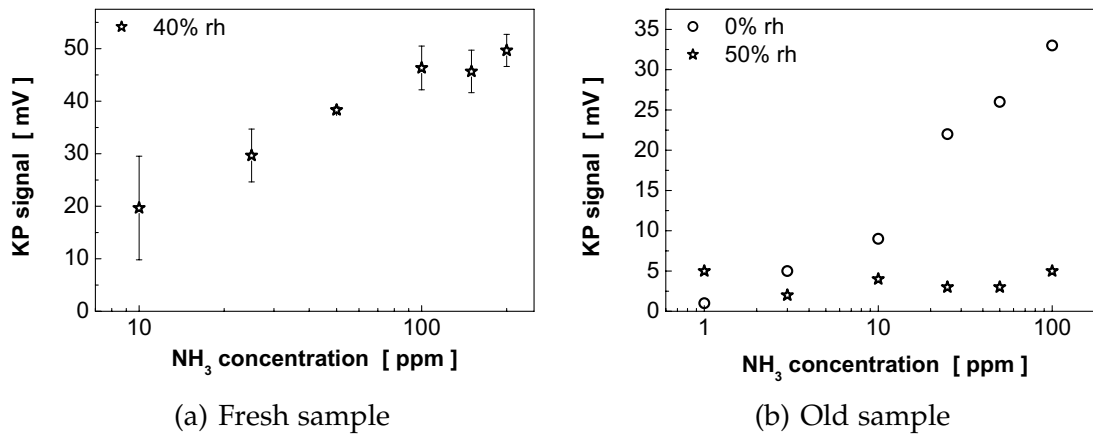 40% rh
50
40
30
20
10
0
KP signal [ mV ]
10
100
NH3 concentration [ ppm ]
(a) Fresh sample
0% rh
50% rh
35
30
25
20
15
10
5
0
KP signal [ mV ]
1
10
100
NH3 concentration [ ppm ]
(b) Old sample